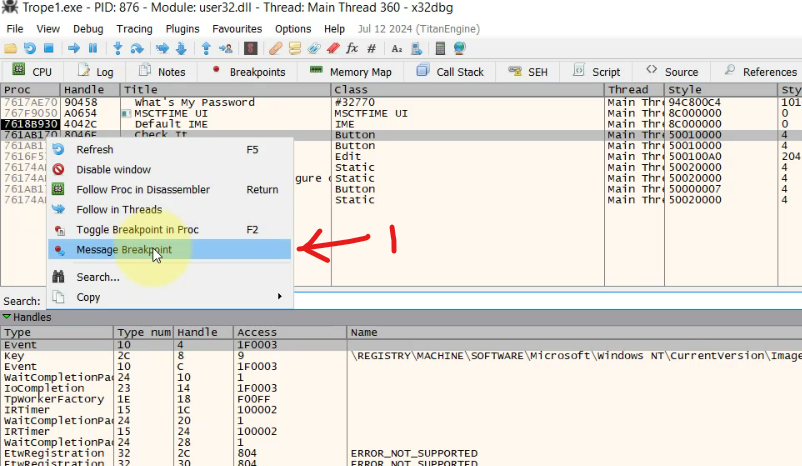 Trope1.exe - PID: 876 - Module: user32.dll - Thread: Main Thread 360 - x32dbg
File View Debug Tracing Plugins Favourites Options Help Jul 12 2024 (TitanEngine)
CPU Log Notes Breakpoints Memory Map Call Stack SEH Script Source References
Proc Handle Title Class Thread Style Sty
7617AE70 90458 What's My Password #32770 Main Thre 94C800C4 101
767F9050 A0654 MSCTFIME UI MSCTFIME UI Main Thre 8C000000 0
7618B930 4042C Default IME IME Main Thre 8C000000 0
761AB170 8046E Check It Button Main Thre 50010000 4
761AB1 Button Main Thre 50010000 4
7616F5 Edit Main Thre 500100A0 204
76174A Static Main Thre 50020000 4
76174A gure Static Main Thre 50020000 4
761AB1 Button Main Thre 50000007 4
76174A Static Main Thre 50020000 4
Refresh F5
Disable window
Follow Proc in Disassembler Return
Follow in Threads
Toggle Breakpoint in Proc F2
Message Breakpoint
1
Search...
Copy
Search:
Handles
Type Type num Handle Access Name
Event 10 4 1F0003
Key 2C 8 9 \REGISTRY\MACHINE\SOFTWARE\Microsoft\Windows NT\CurrentVersion\Image
Event 10 C 1F0003
WaitCompletionPac 24 10 1
IoCompletion 23 14 1F0003
TpWorkerFactory 1E 18 F00FF
IRTimer 15 1C 100002
WaitCompletionPac 24 20 1
IRTimer 15 24 100002
WaitCompletionPac 24 28 1
EtwRegistration 32 2C 804 ERROR_NOT_SUPPORTED
EtwRegistration 32 30 804 ERROR_NOT_SUPPORTED